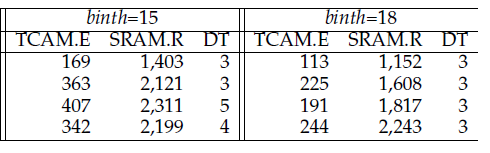 binth=15 binth=18
TCAM.E SRAM.R DT TCAM.E SRAM.R DT
169 1,403 3 113 1,152 3
363 2,121 3 225 1,608 3
407 2,311 5 191 1,817 3
342 2,199 4 244 2,243 3